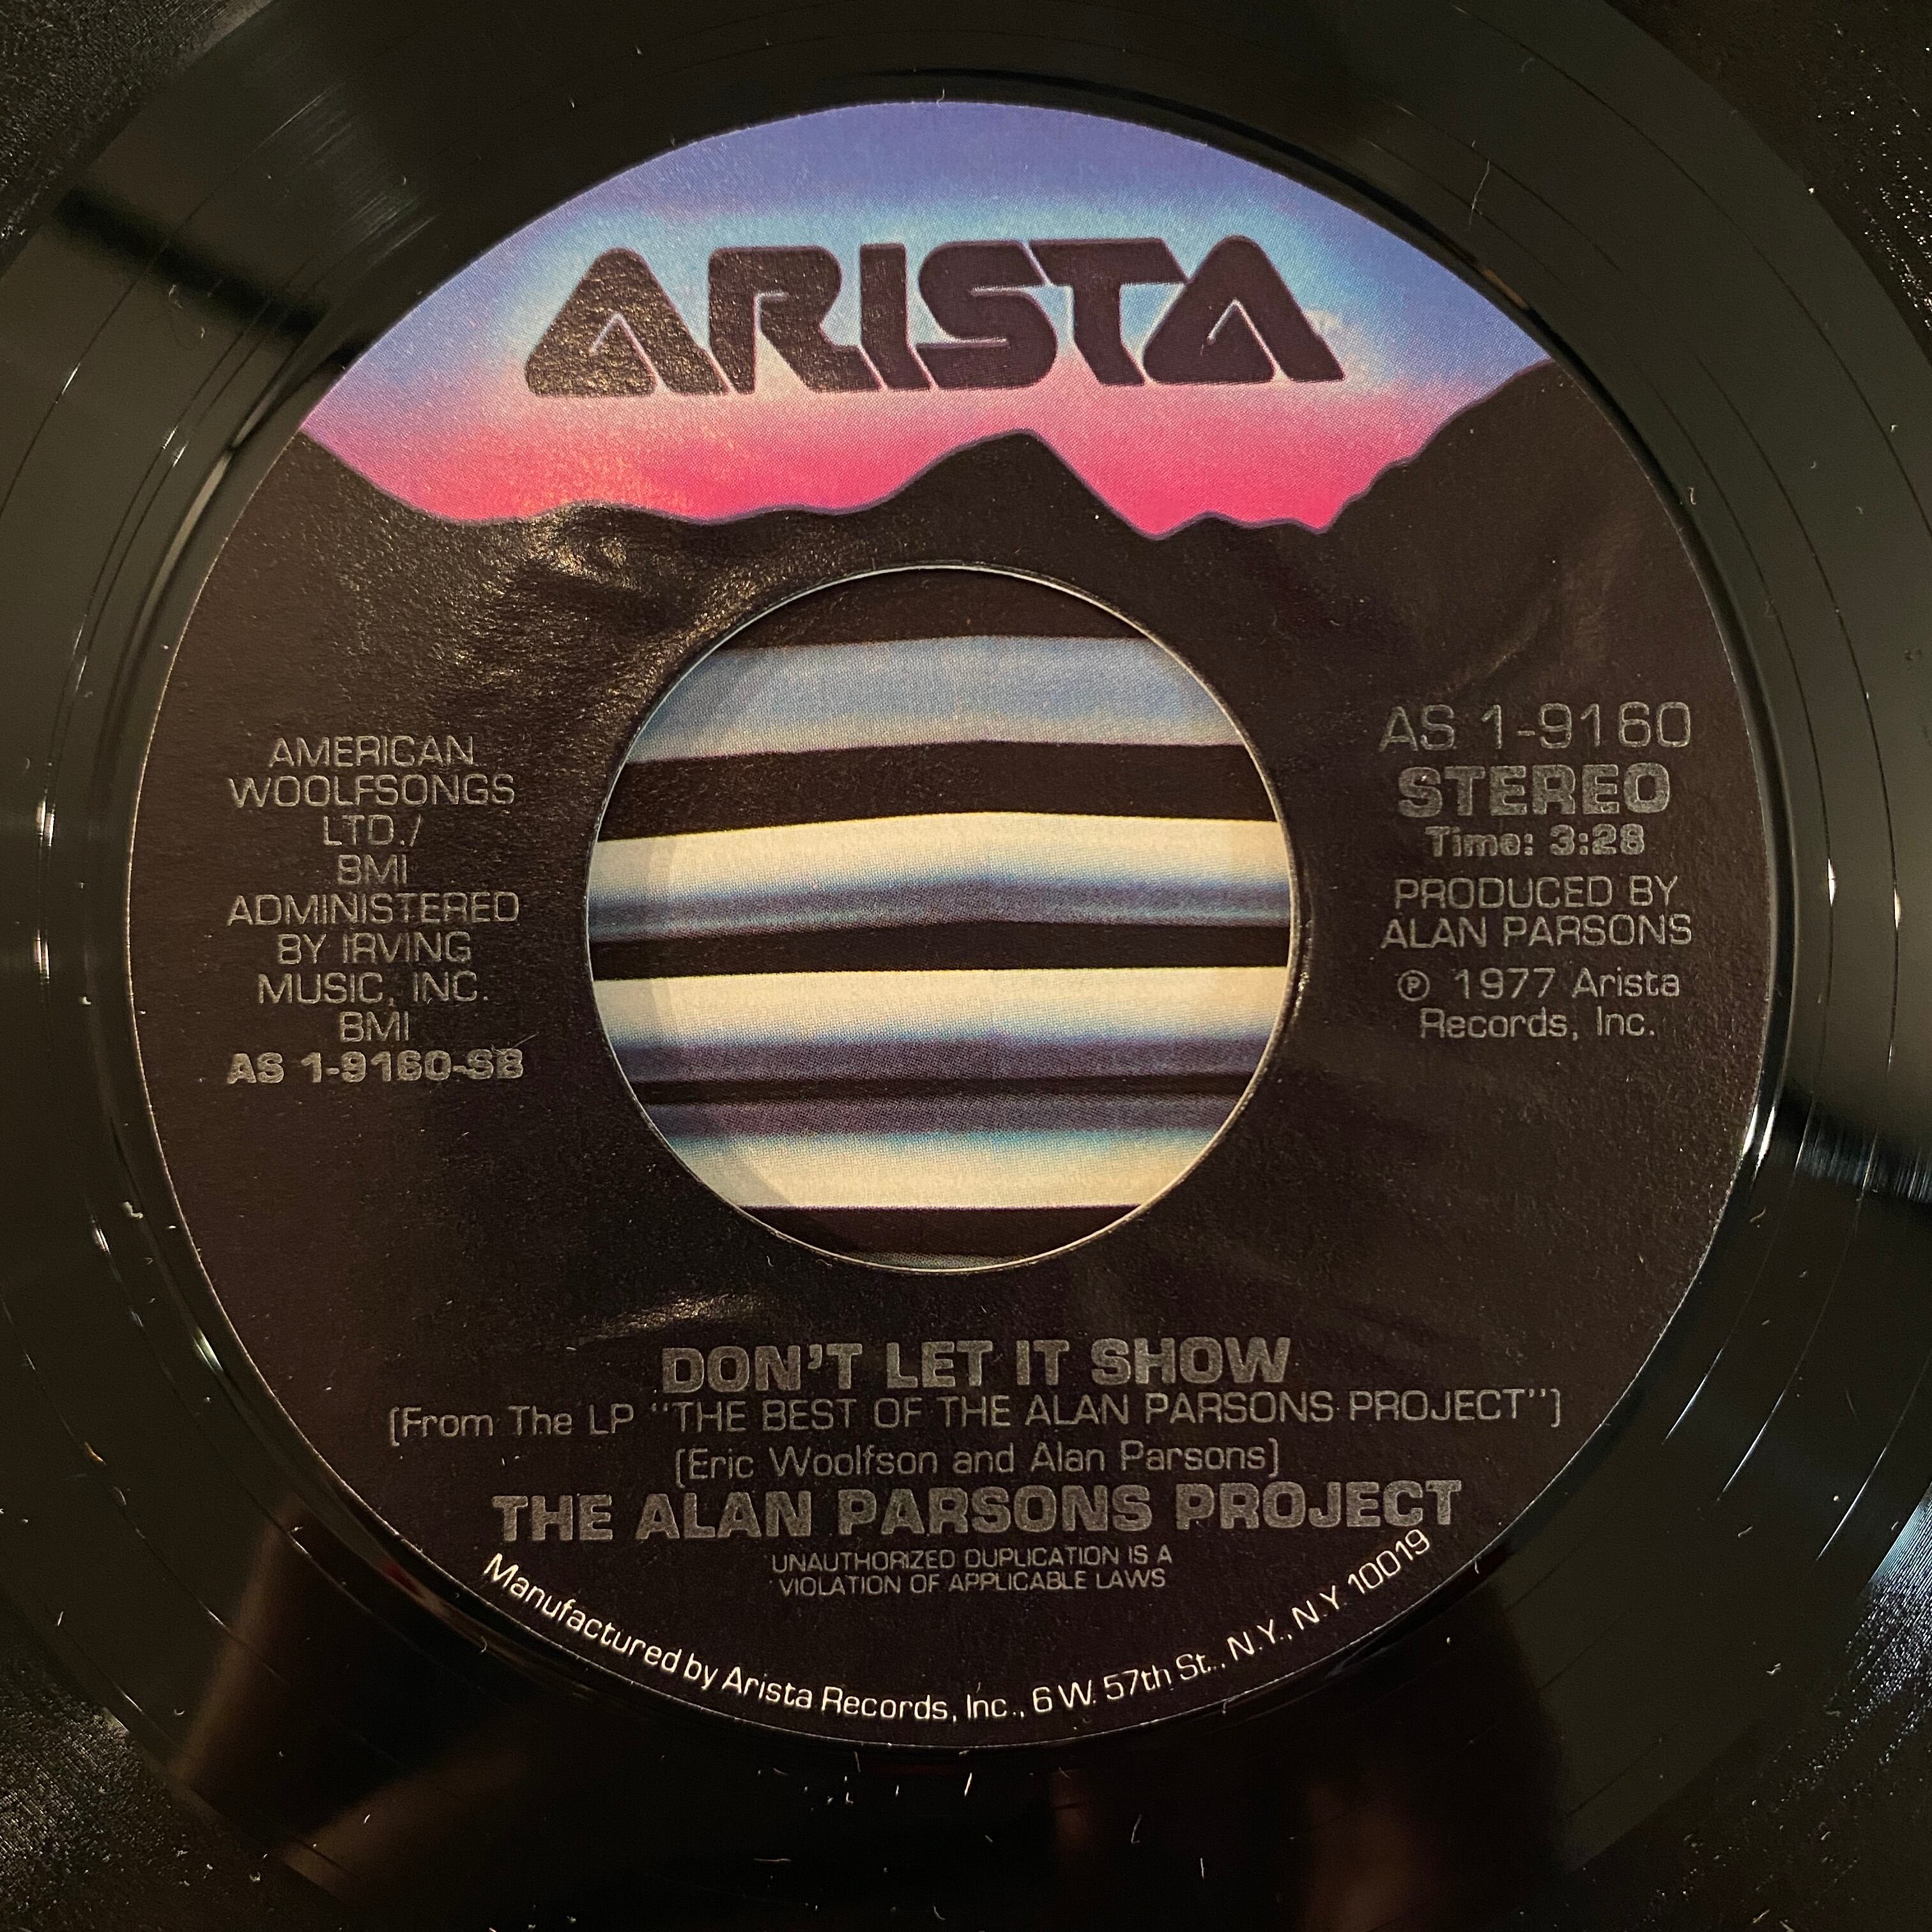 ARISTA
AMERICAN
WOOLFSONGS
LTD./
BMI
ADMINISTERED
BY IRVING
MUSIC, INC.
BMI
AS 1-9160-SB
AS 1-9160
STEREO
Time: 3:28
PRODUCED BY
ALAN PARSONS
℗ 1977 Arista
Records, Inc.
DON'T LET IT SHOW
(From The LP "THE BEST OF THE ALAN PARSONS PROJECT")
(Eric Woolfson and Alan Parsons)
THE ALAN PARSONS PROJECT
UNAUTHORIZED DUPLICATION IS A
VIOLATION OF APPLICABLE LAWS
Manufactured by Arista Records, Inc., 6 W. 57th St., N.Y., N.Y. 10019